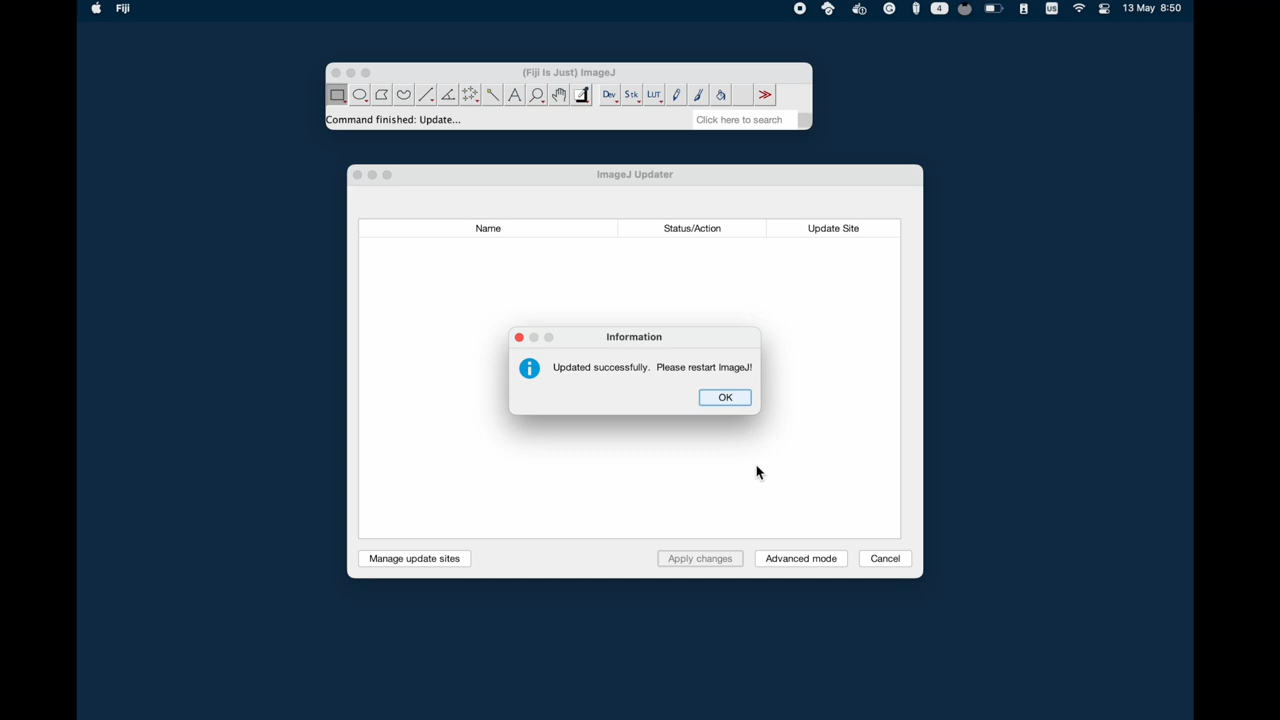 Fiji
4
US
13 May 8:50
(Fiji Is Just) ImageJ
Dev
Stk
LUT
Command finished: Update...
Click here to search
ImageJ Updater
Name
Status/Action
Update Site
Information
Updated successfully. Please restart ImageJ!
OK
Manage update sites
Apply changes
Advanced mode
Cancel